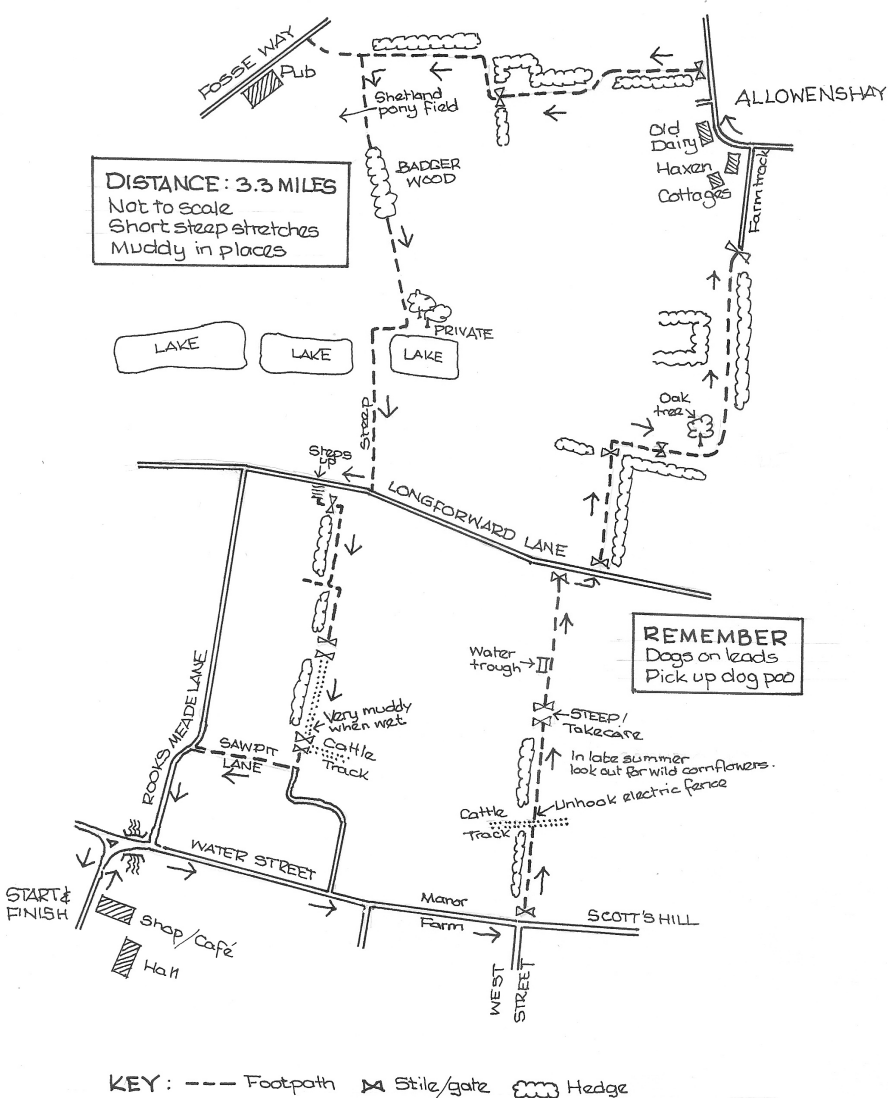 FOSSE WAY
Pub
Shetland
pony field
ALLOWENSHAY
Old
Dairy
Haxen
Cottages
Farm track
BADGER
WOOD
DISTANCE: 3.3 MILES
Not to scale
Short steep stretches
Muddy in places
PRIVATE
LAKE
LAKE
LAKE
Steep
Oak
tree
Steps
up
LONGFORWARD LANE
REMEMBER
Dogs on leads
Pick up dog poo
Water
trough
STEEP/
Take care
In late summer
look out for wild cornflowers.
Unhook electric fence
Cattle
Track
Very muddy
when wet
Cattle
Track
SAWPIT
LANE
ROOKS MEADE LANE
WATER STREET
START &
FINISH
Shop/Café
Hall
Manor
Farm
SCOTT'S HILL
WEST
STREET
KEY: Footpath Stile/gate Hedge